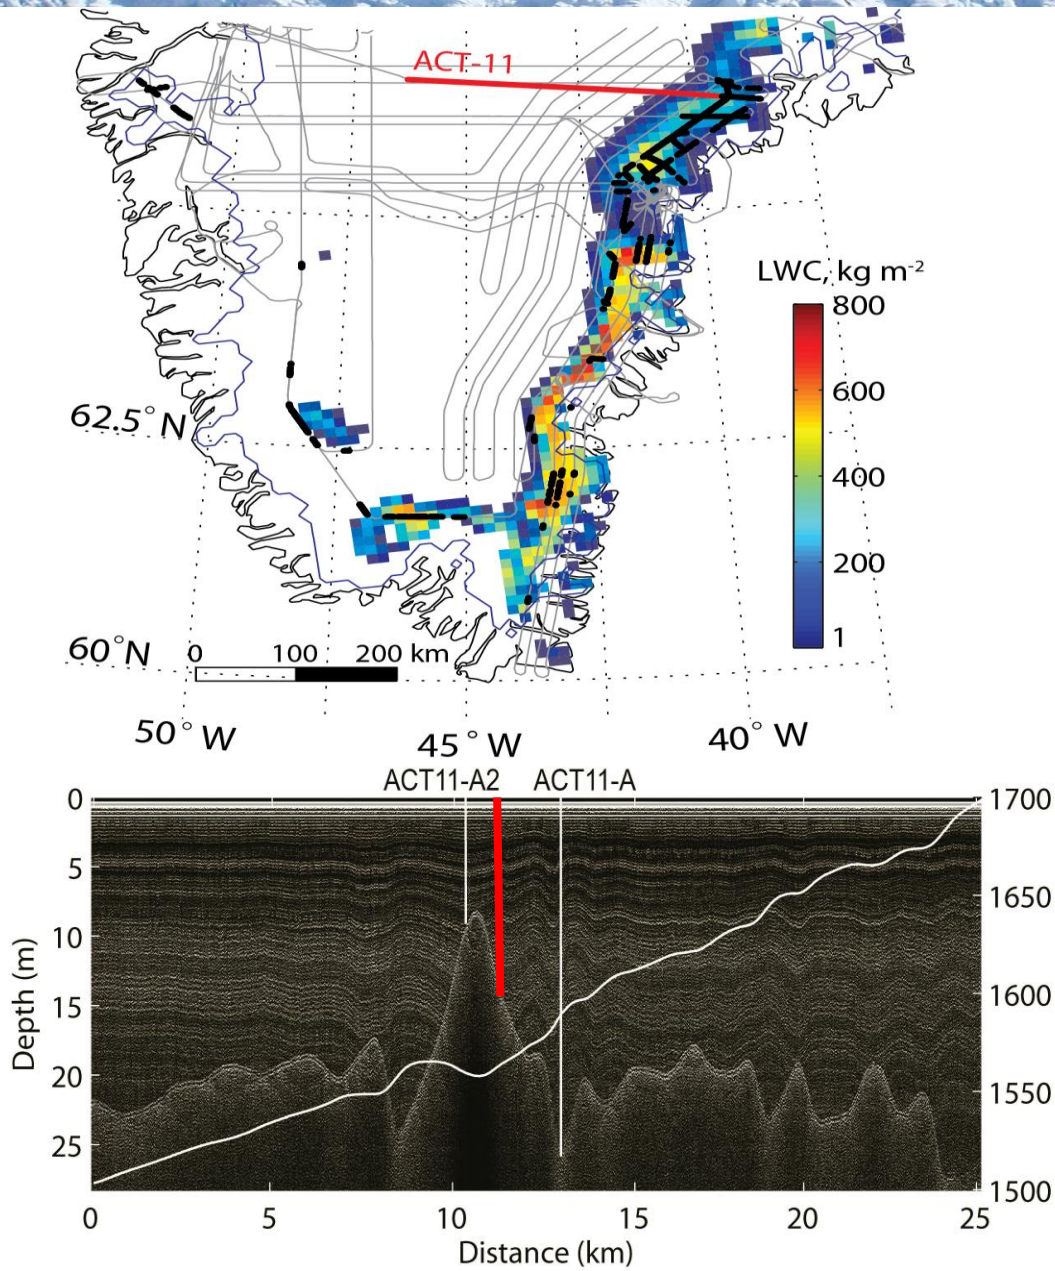 ACT-11
LWC, kg m-2
800
600
400
200
1
62.5°N
60°N
0 100 200 km
50° W 45° W 40° W
ACT11-A2 ACT11-A
0
5
10
15
20
25
Depth (m)
1700
1650
1600
1550
1500
0 5 10 15 20 25
Distance (km)